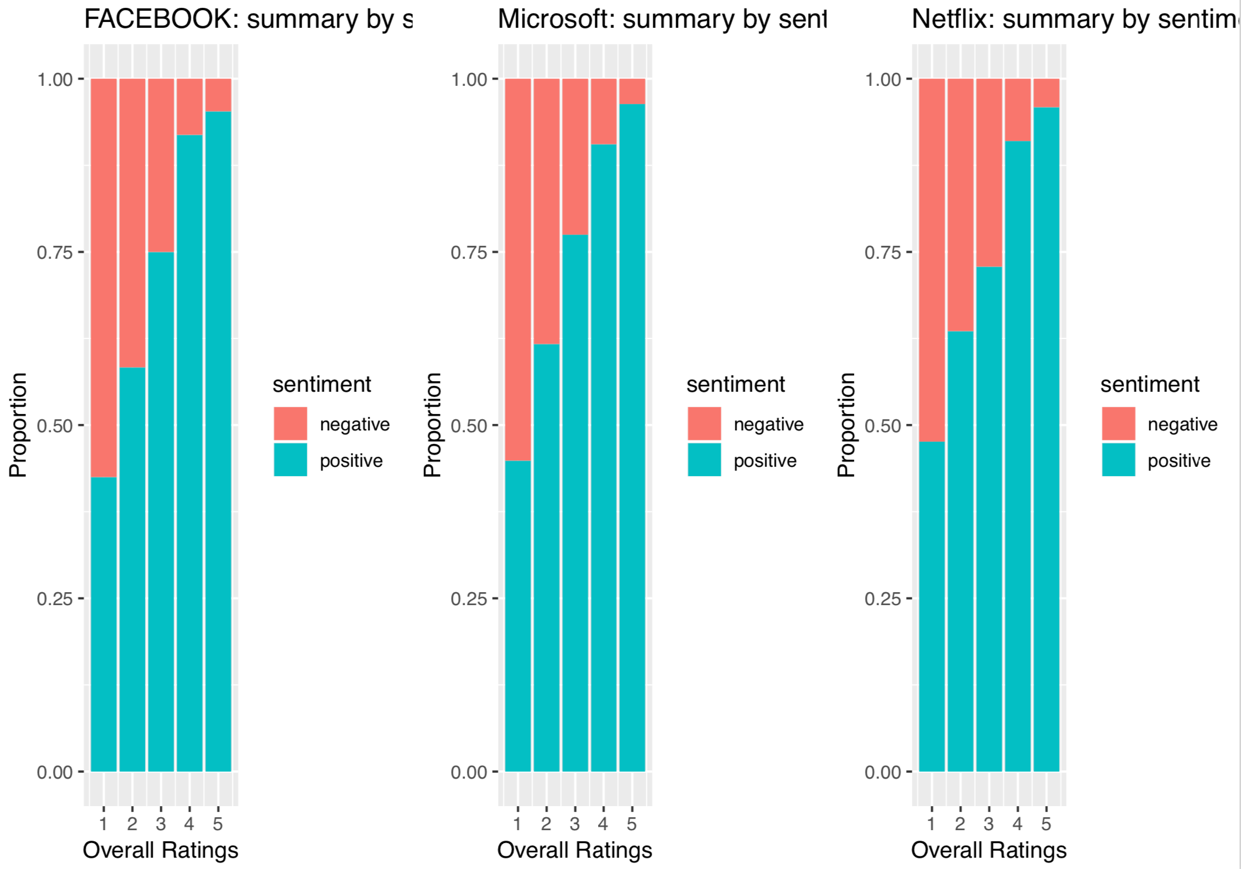 FACEBOOK: summary by s
1.00
0.75
0.50
0.25
0.00
Proportion
1 2 3 4 5
Overall Ratings
sentiment
negative
positive
Microsoft: summary by sent
1.00
0.75
0.50
0.25
0.00
Proportion
1 2 3 4 5
Overall Ratings
sentiment
negative
positive
Netflix: summary by sentim
1.00
0.75
0.50
0.25
0.00
Proportion
1 2 3 4 5
Overall Ratings
sentiment
negative
positive